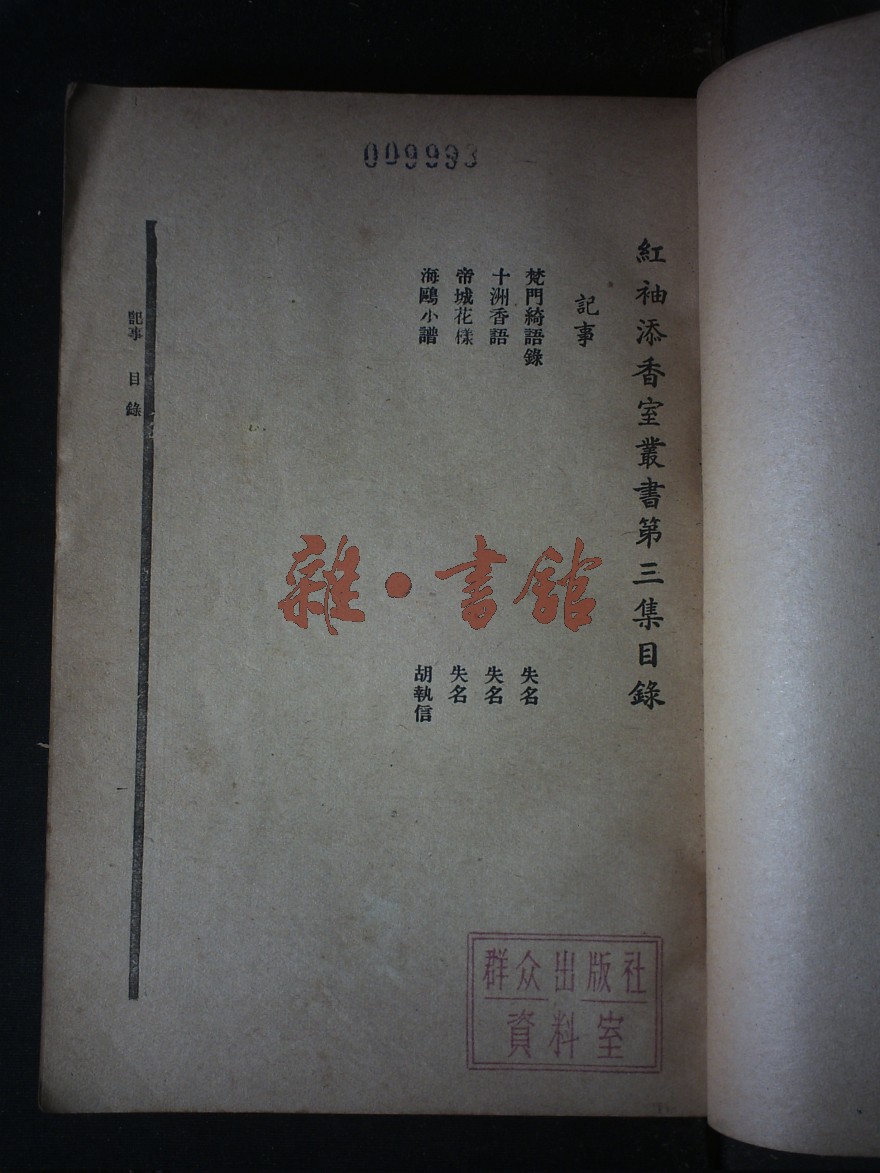 009993
紅袖添香室叢書第三集目錄
記事
梵門綺語錄 失名
十洲香語 失名
帝城花樣 失名
海鷗小譜 胡執信
記事 目錄
雜·書館
群众出版社
資料室